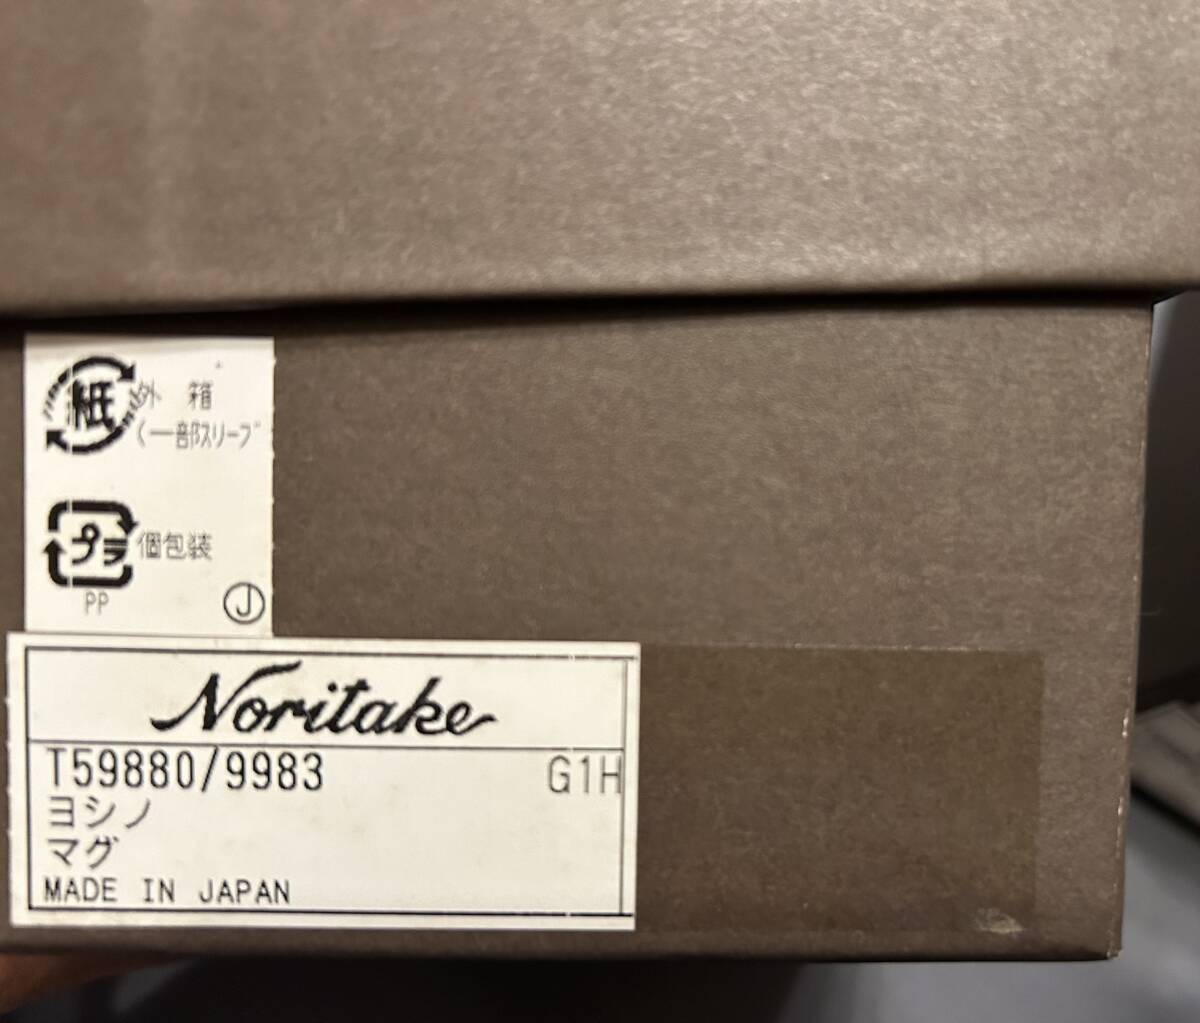 紙 外 箱
(一部スリーブ
プラ 個包装
PP
J
Noritake
T59880/9983 G1H
ヨシノ
マグ
MADE IN JAPAN